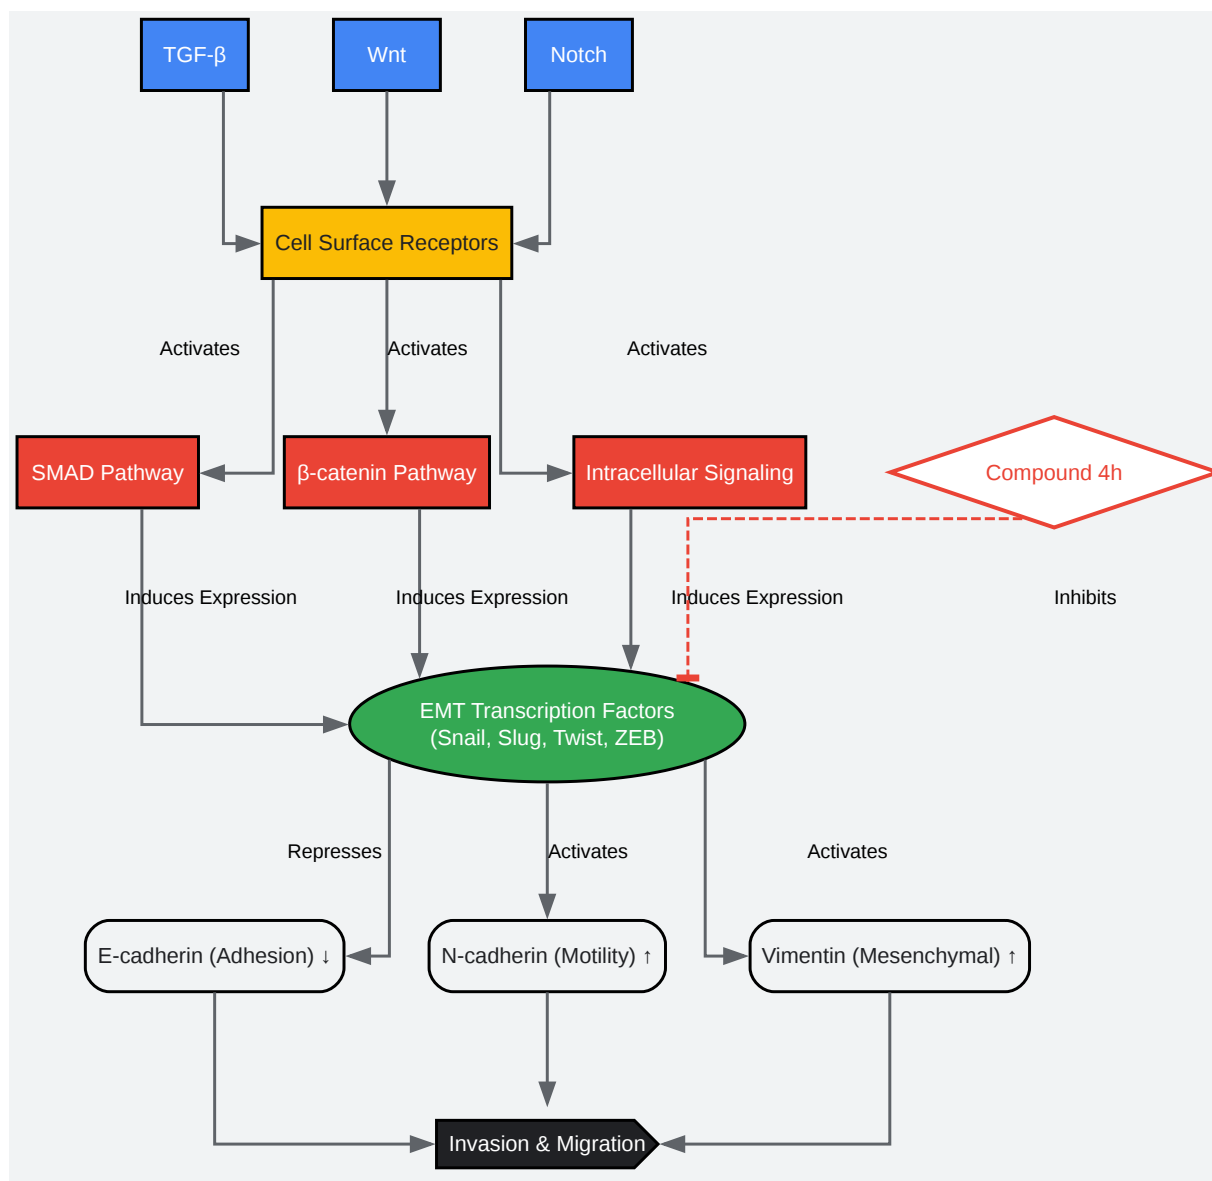 TGF-β
Wnt
Notch
Cell Surface Receptors
Activates
Activates
Activates
SMAD Pathway
β-catenin Pathway
Intracellular Signaling
Compound 4h
Induces Expression
Induces Expression
Induces Expression
Inhibits
EMT Transcription Factors
(Snail, Slug, Twist, ZEB)
Represses
Activates
Activates
E-cadherin (Adhesion) ↓
N-cadherin (Motility) ↑
Vimentin (Mesenchymal) ↑
Invasion & Migration